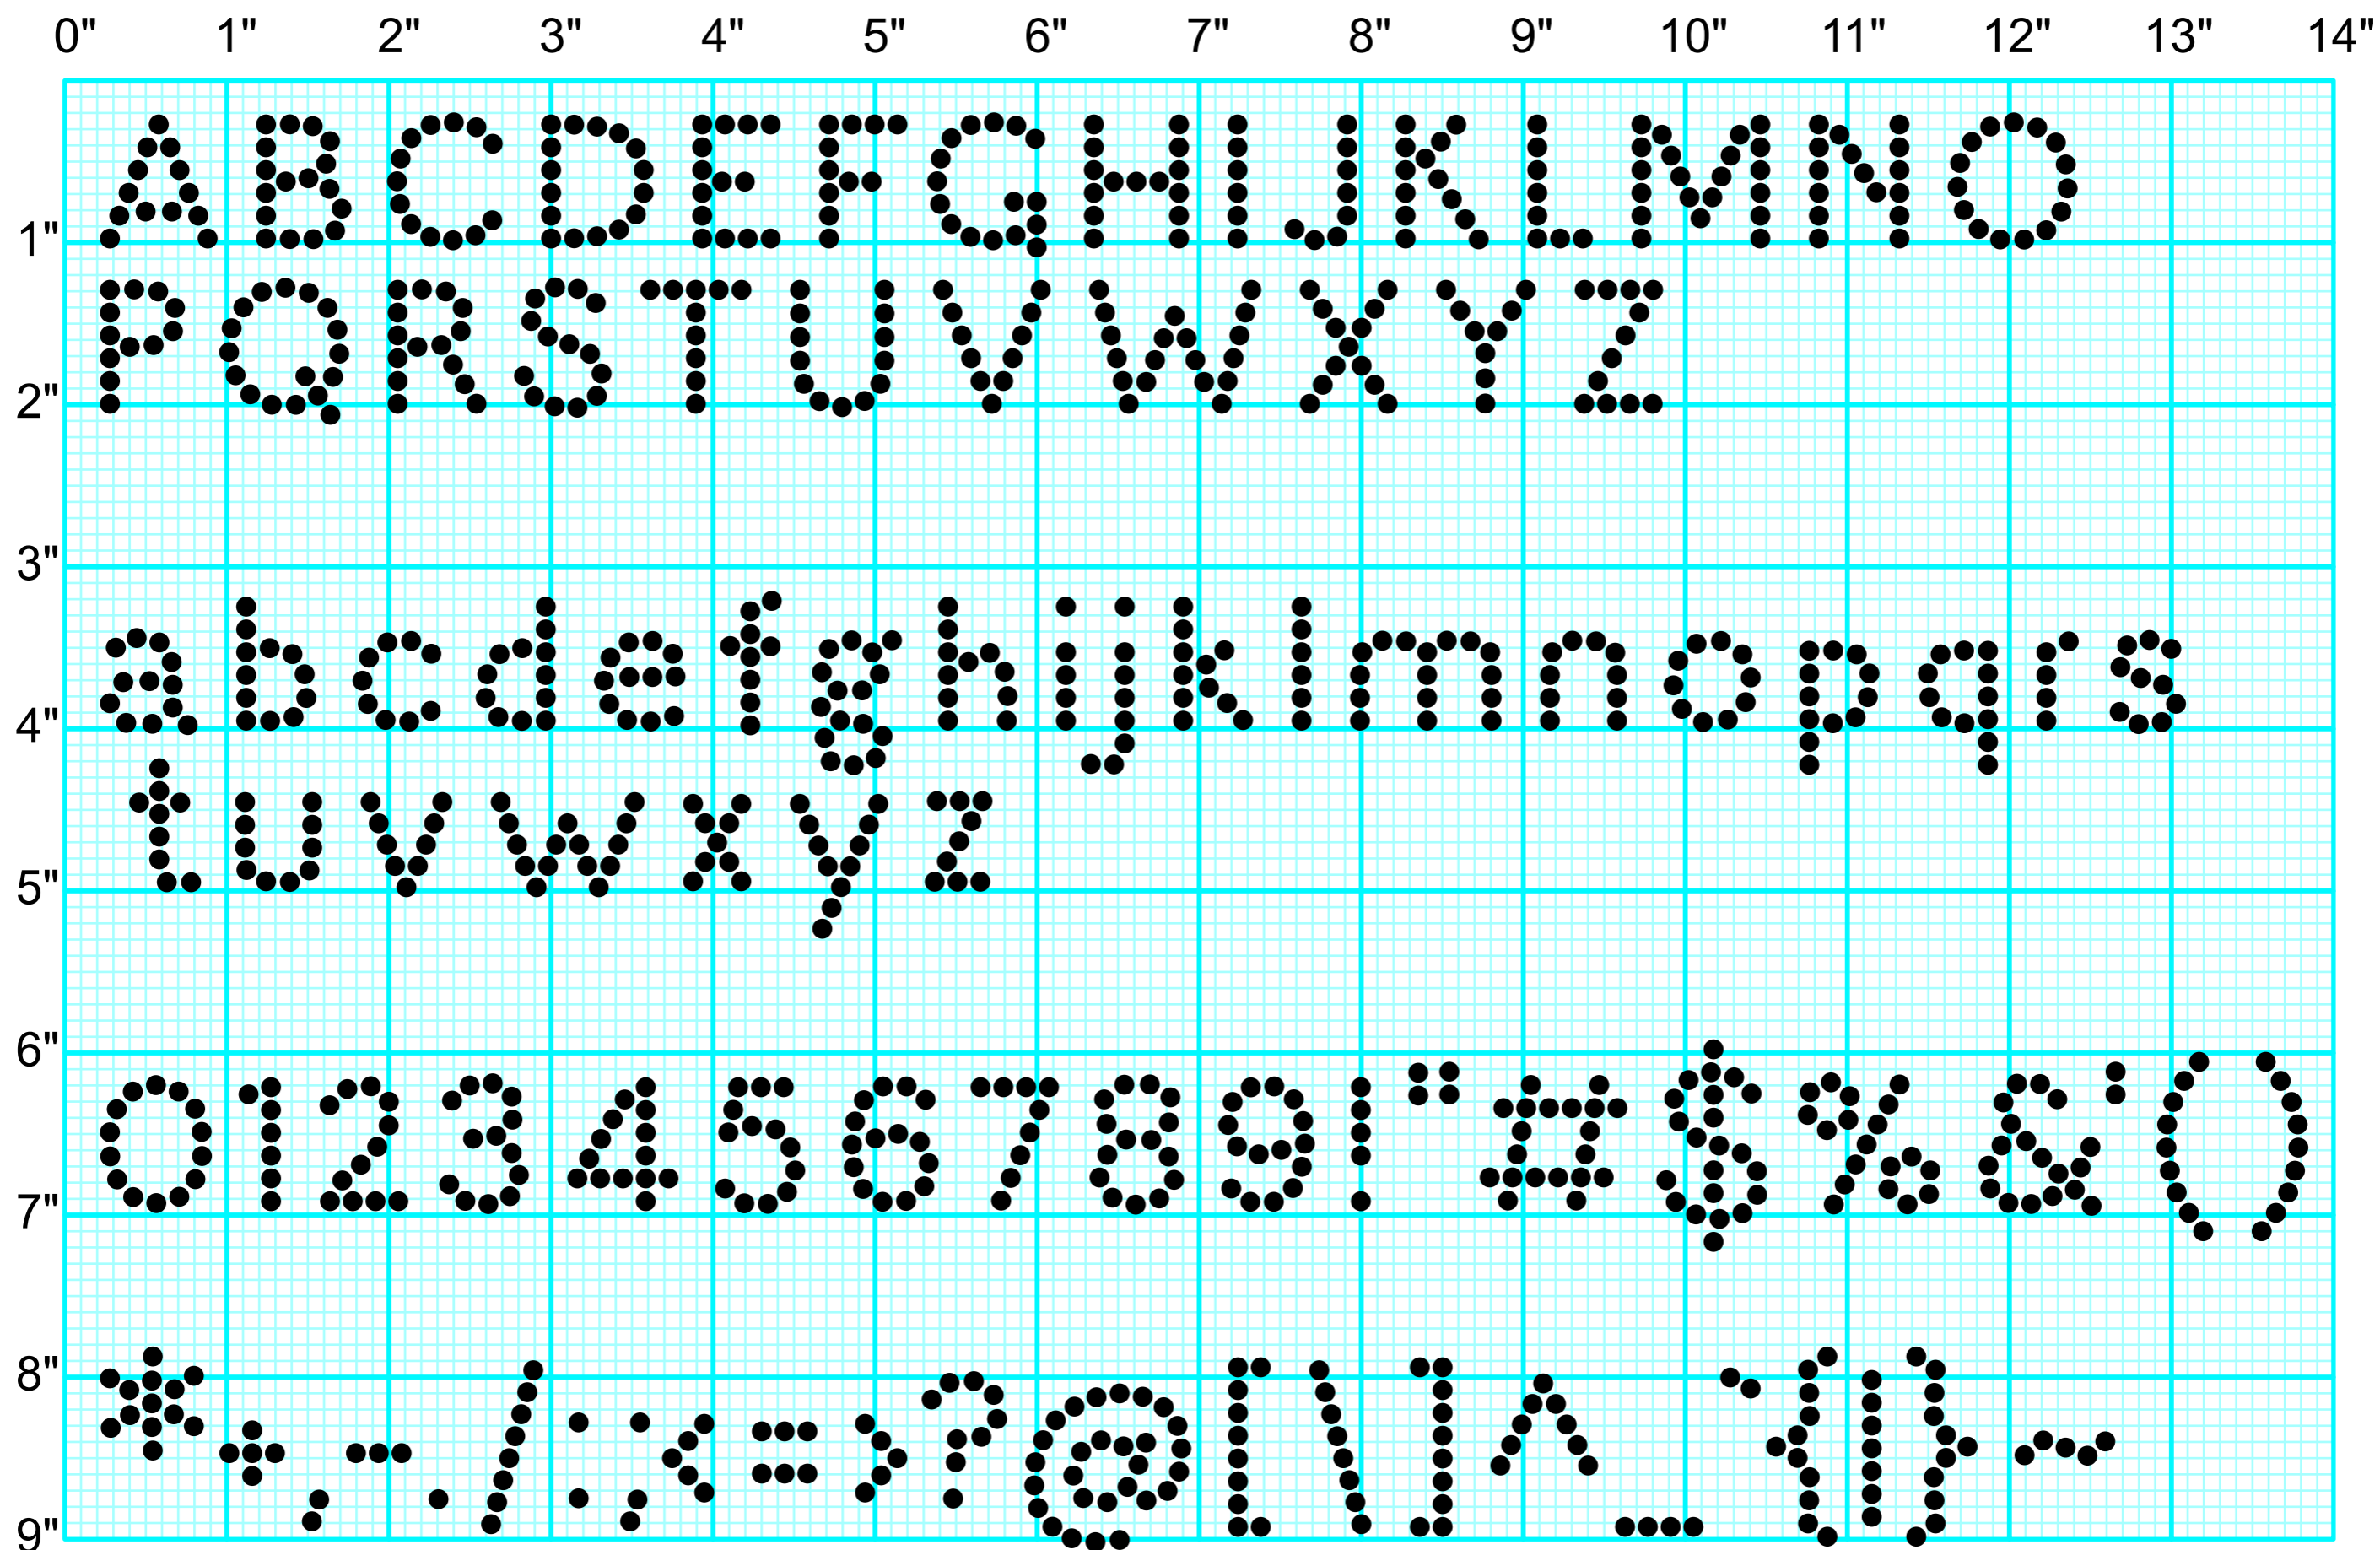 0" 1" 2" 3" 4" 5" 6" 7" 8" 9" 10" 11" 12" 13" 14"
ABCDEFGHIJKLMNO
1"
PQRSTUVWXYZ
2"
3"
abcdefghijklmnopqrs
4"
tuvwxyz
5"
6"
0123456789!"#$%&'()
7"
8"
*+,-./:;<=>?@[\]^_`{|}~
9"